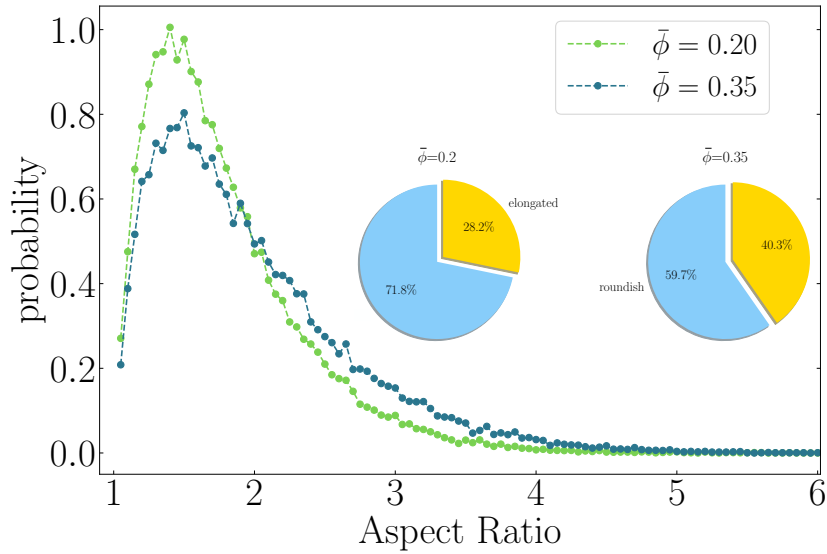 1.0
0.8
0.6
0.4
0.2
0.0
probability
1
2
3
4
5
6
Aspect Ratio
ϕ̄ = 0.20
ϕ̄ = 0.35
ϕ̄=0.2
elongated
28.2%
71.8%
ϕ̄=0.35
40.3%
roundish
59.7%